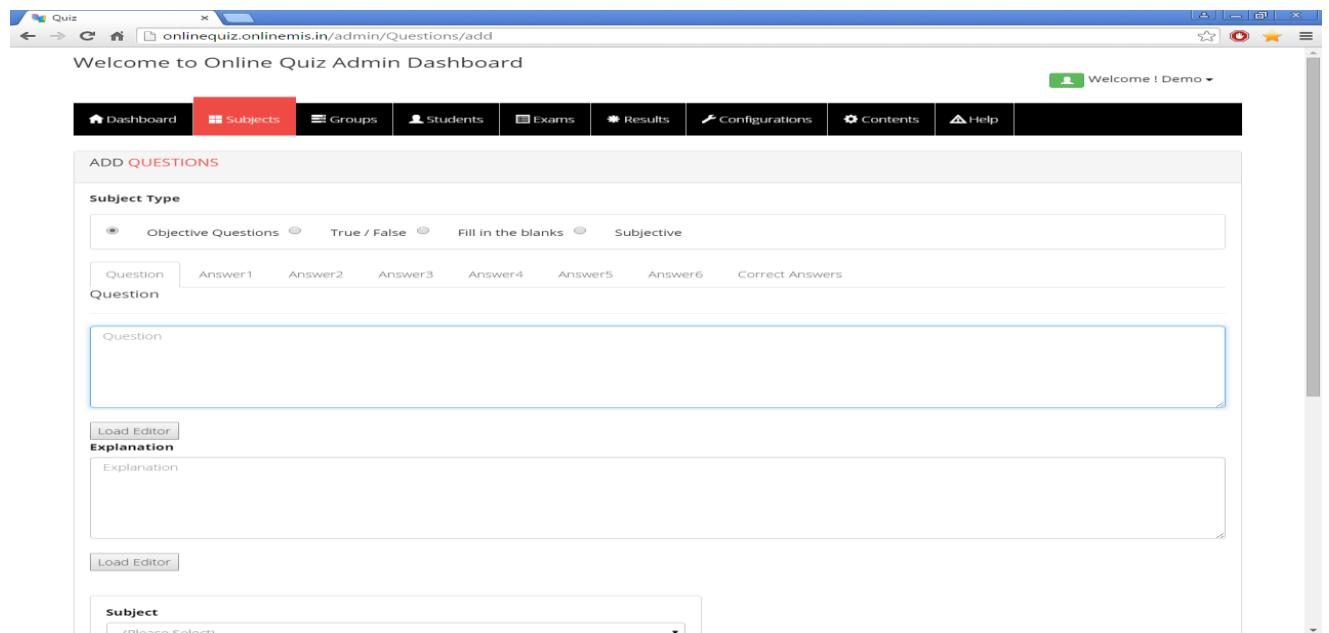 Quiz
onlinequiz.onlinemis.in/admin/Questions/add
Welcome to Online Quiz Admin Dashboard
Welcome ! Demo
Dashboard Subjects Groups Students Exams Results Configurations Contents Help
ADD QUESTIONS
Subject Type
Objective Questions True / False Fill in the blanks Subjective
Question Answer1 Answer2 Answer3 Answer4 Answer5 Answer6 Correct Answers
Question
Question
Load Editor
Explanation
Explanation
Load Editor
Subject
(Please Select)